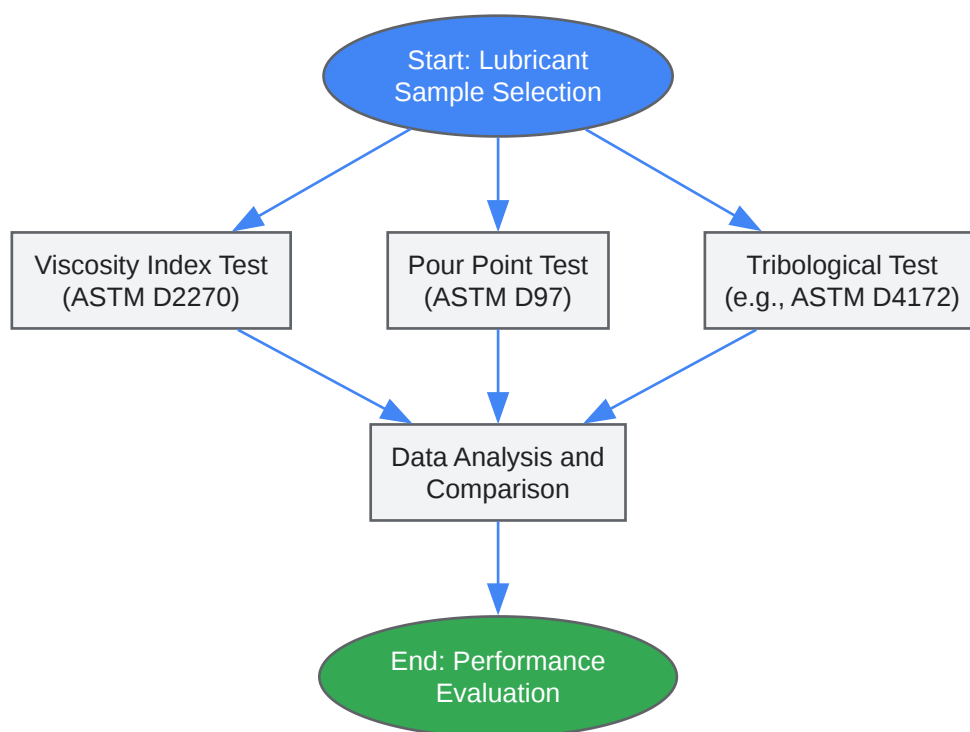 Start: Lubricant
Sample Selection
Viscosity Index Test
(ASTM D2270)
Pour Point Test
(ASTM D97)
Tribological Test
(e.g., ASTM D4172)
Data Analysis and
Comparison
End: Performance
Evaluation